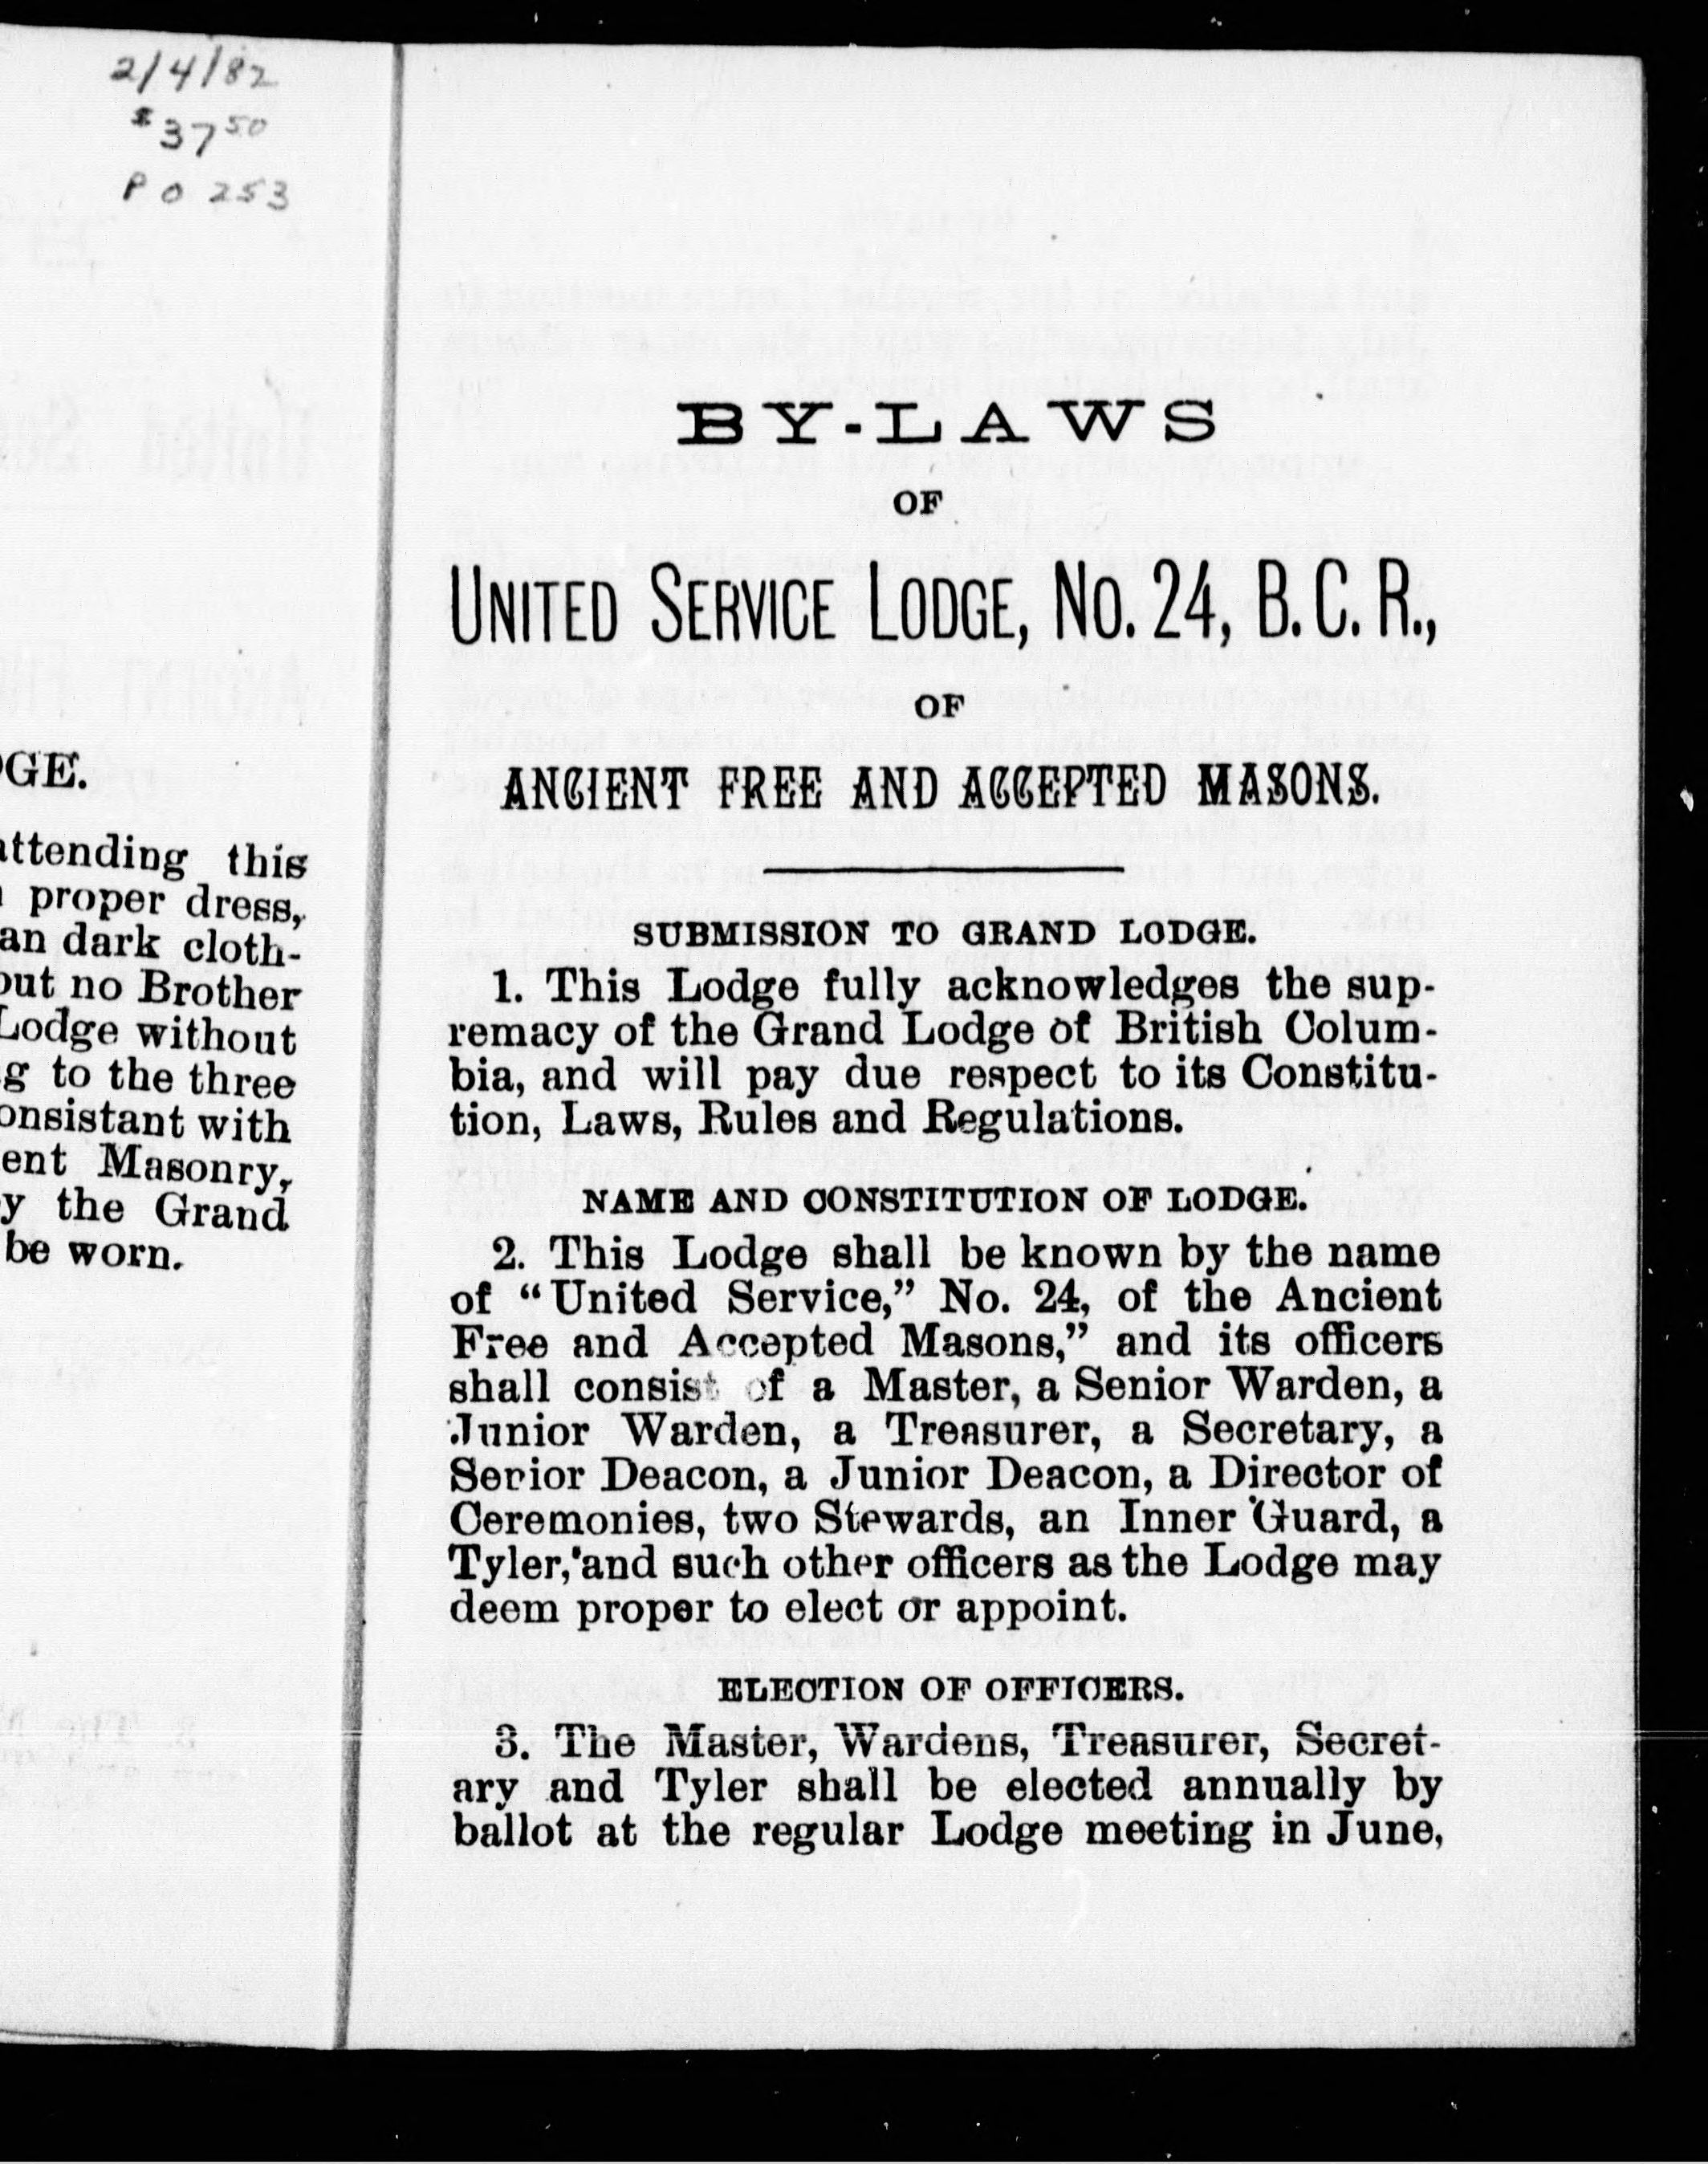 2/4/82
$37 50
P O 253
GE.
attending this
proper dress,
an dark cloth-
out no Brother
Lodge without
g to the three
onsistant with
ent Masonry,
y the Grand
be worn.
BY-LAWS
OF
UNITED SERVICE LODGE, NO. 24, B. C. R.,
OF
ANCIENT FREE AND ACCEPTED MASONS.
SUBMISSION TO GRAND LODGE.
1. This Lodge fully acknowledges the sup-
remacy of the Grand Lodge of British Colum-
bia, and will pay due respect to its Constitu-
tion, Laws, Rules and Regulations.
NAME AND CONSTITUTION OF LODGE.
2. This Lodge shall be known by the name
of “United Service,” No. 24, of the Ancient
Free and Accepted Masons,” and its officers
shall consist of a Master, a Senior Warden, a
Junior Warden, a Treasurer, a Secretary, a
Senior Deacon, a Junior Deacon, a Director of
Ceremonies, two Stewards, an Inner Guard, a
Tyler, and such other officers as the Lodge may
deem proper to elect or appoint.
ELECTION OF OFFICERS.
3. The Master, Wardens, Treasurer, Secret-
ary and Tyler shall be elected annually by
ballot at the regular Lodge meeting in June,